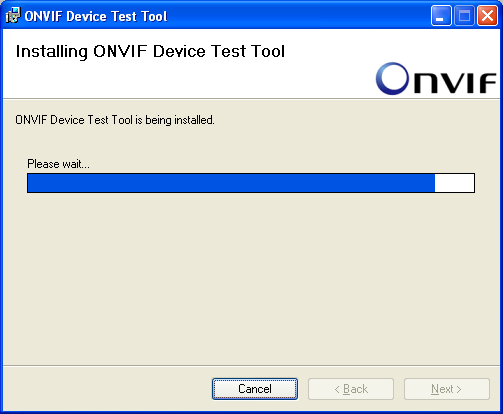 ONVIF Device Test Tool
Installing ONVIF Device Test Tool
ONVIF
ONVIF Device Test Tool is being installed.
Please wait...
Cancel
< Back
Next >